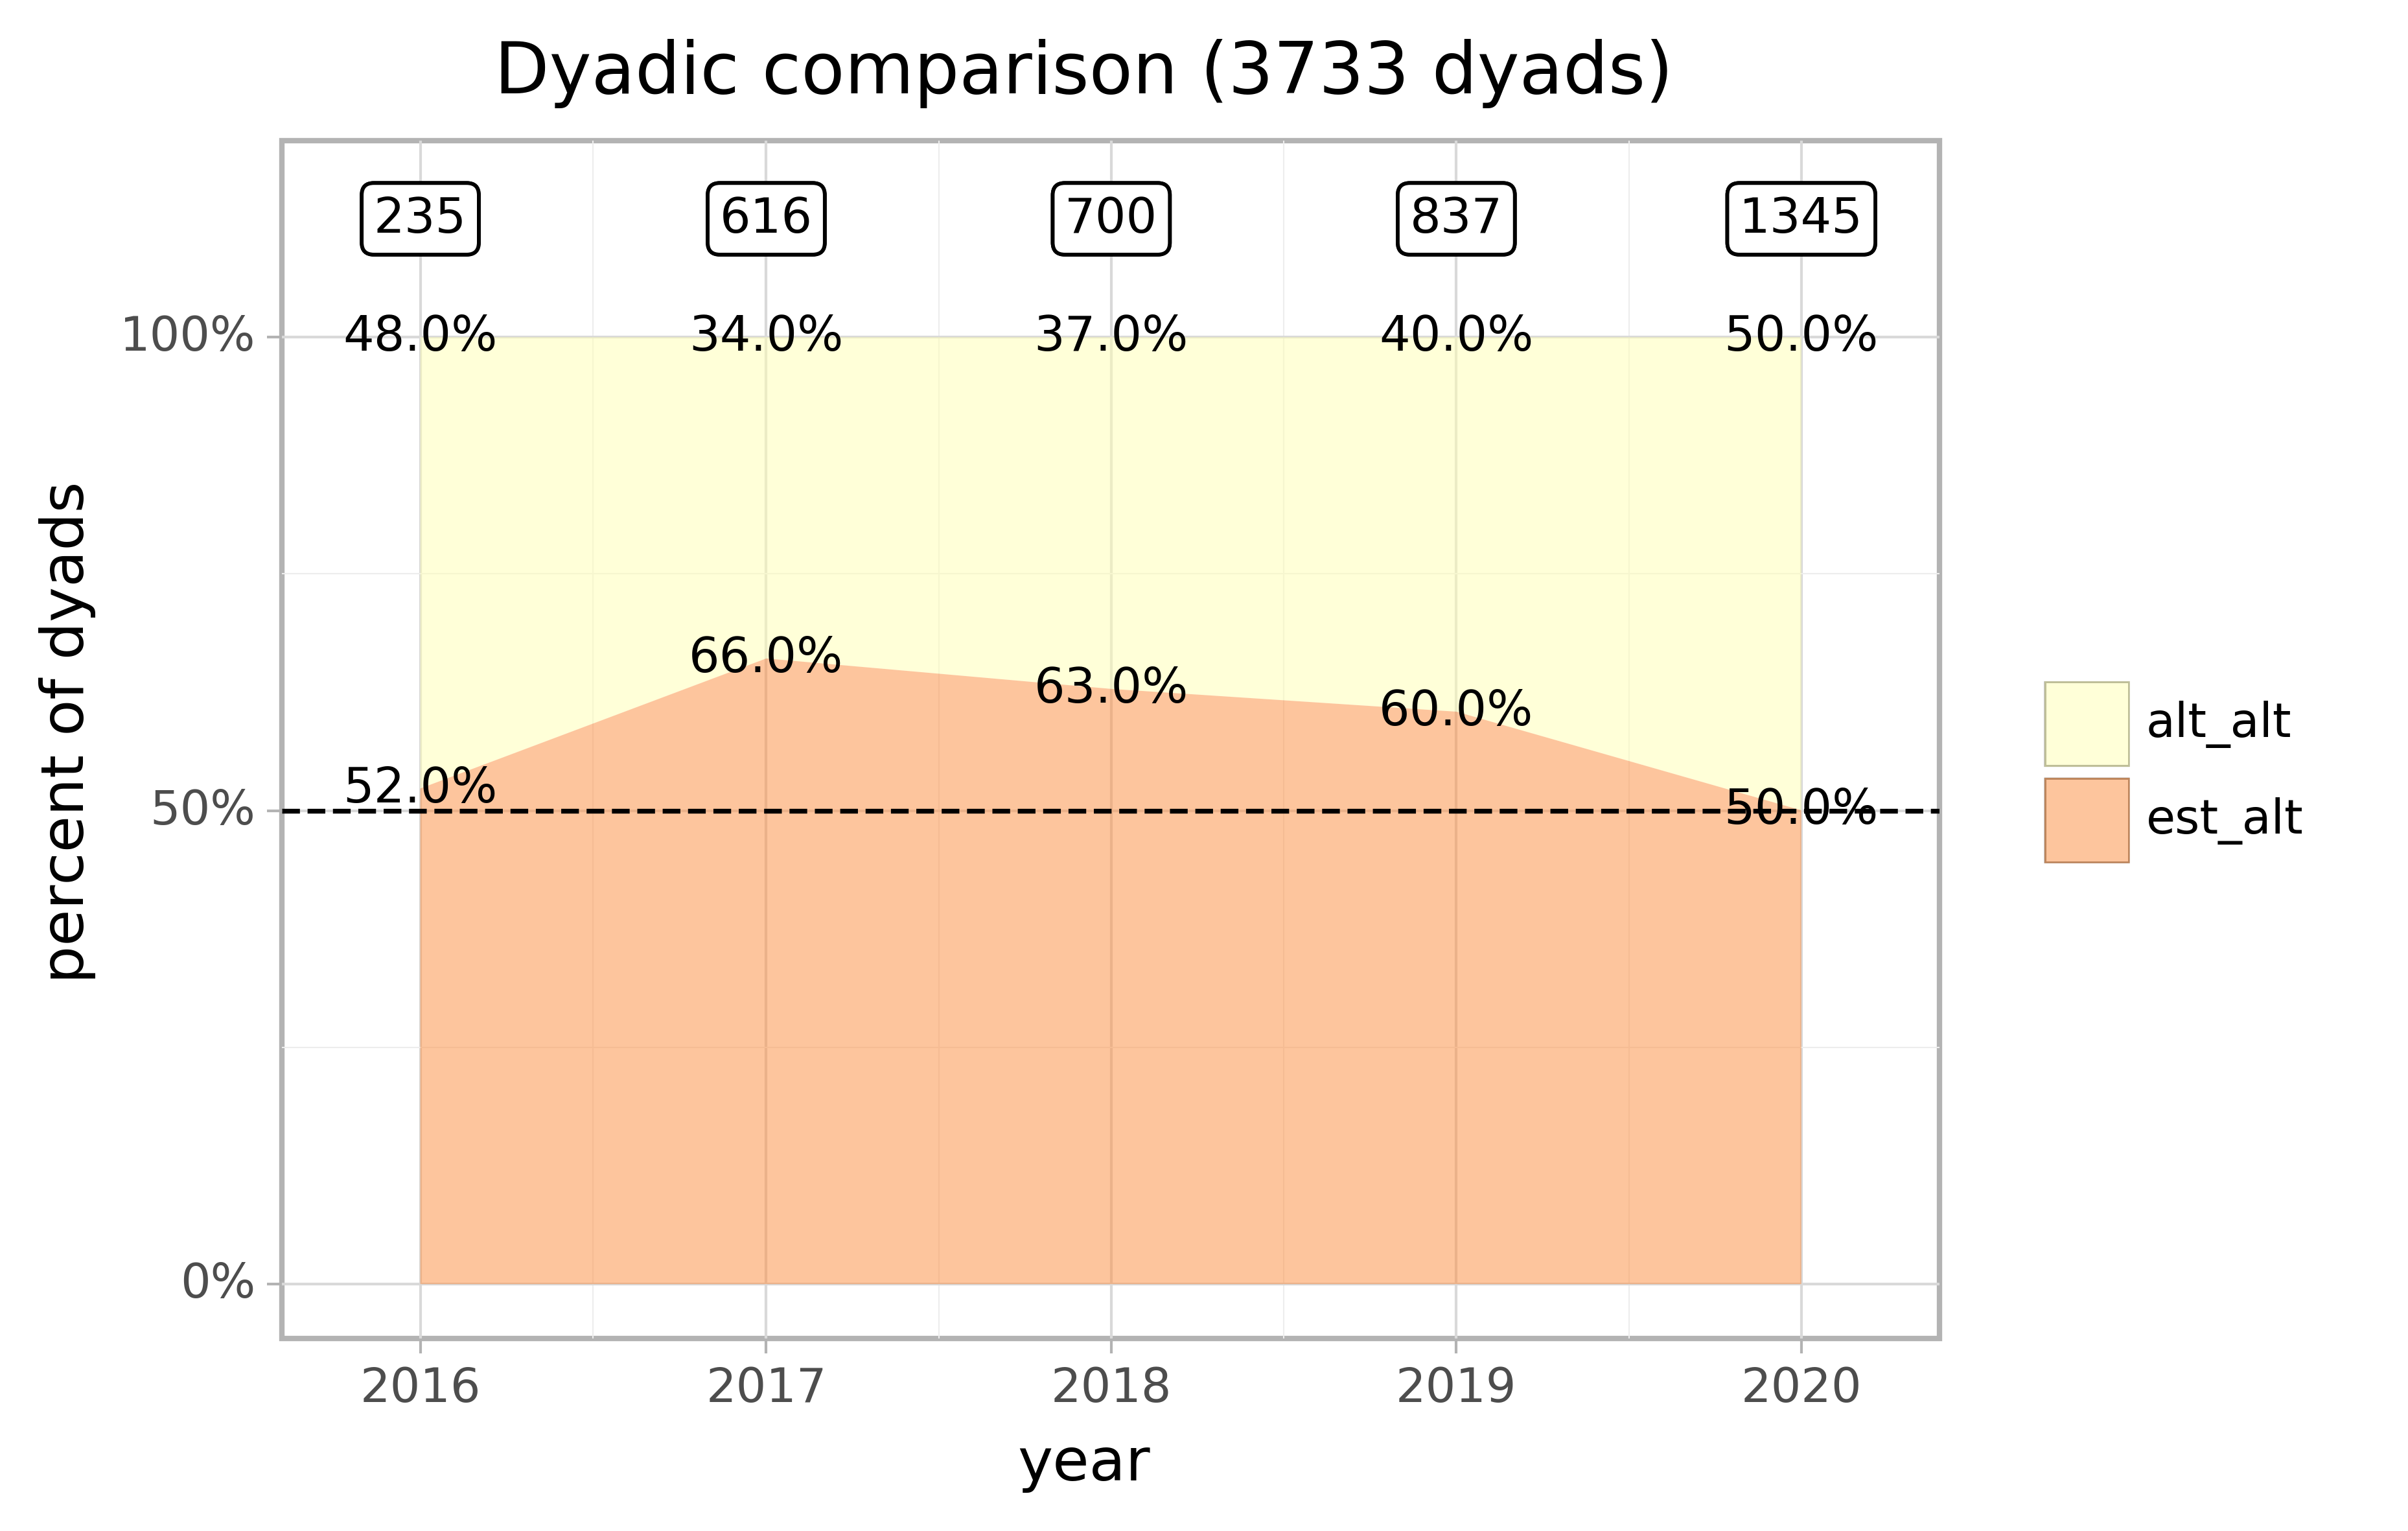 Dyadic comparison (3733 dyads)
235 616 700 837 1345
100% 48.0% 34.0% 37.0% 40.0% 50.0%
66.0% 63.0% 60.0%
52.0% 50.0%
50%
0%
2016 2017 2018 2019 2020
year
percent of dyads
alt_alt
est_alt